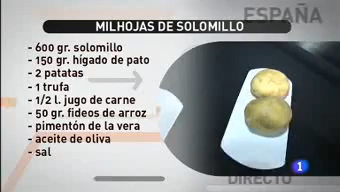 ESPAÑA
MILHOJAS DE SOLOMILLO
- 600 gr. solomillo
- 150 gr. hígado de pato
- 2 patatas
- 1 trufa
- 1/2 l. jugo de carne
- 50 gr. fideos de arroz
- pimentón de la vera
- aceite de oliva
- sal
1
DIRECTO